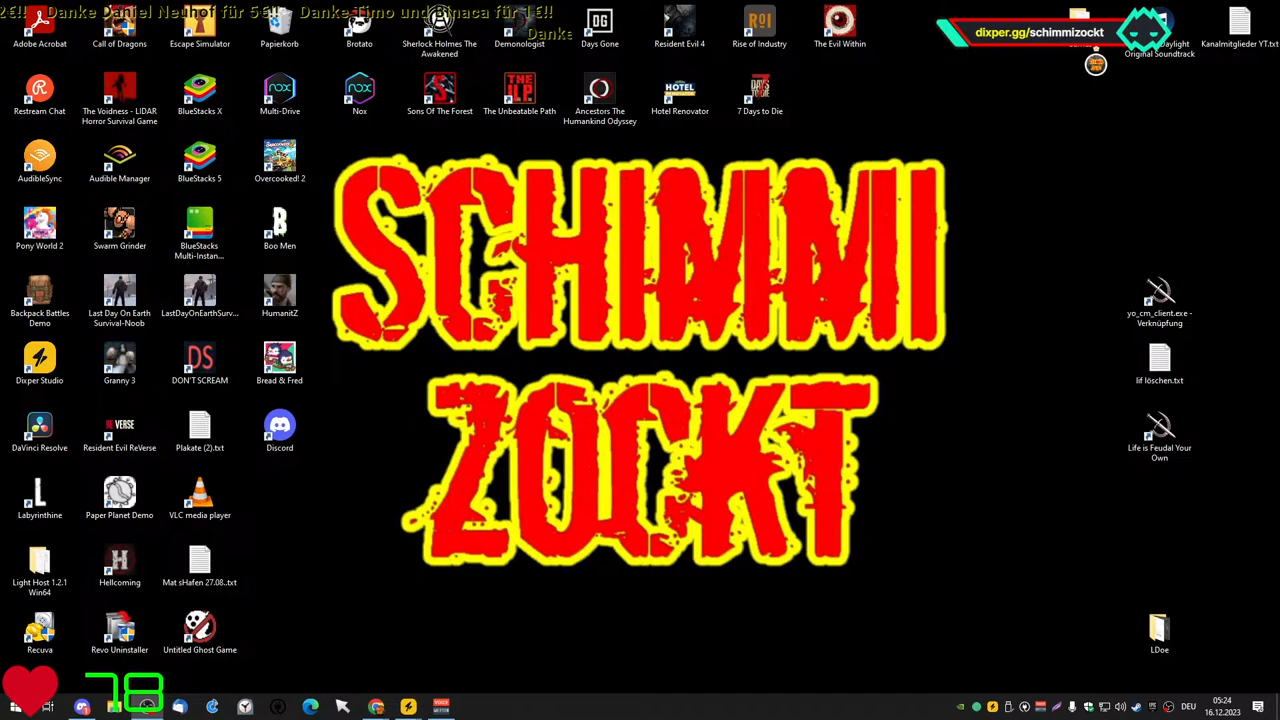 2€!! Danke Daniel Neuhof für 5€!! Danke Timo und Binaca für 1€!!
Danke
dixper.gg/schimmizockt
Adobe Acrobat
Call of Dragons
Escape Simulator
Papierkorb
Brotato
Sherlock Holmes The Awakened
Demonologist
Days Gone
Resident Evil 4
Rise of Industry
The Evil Within
Original Soundtrack
Kanalmitglieder YT.txt
Restream Chat
The Voidness - LIDAR Horror Survival Game
BlueStacks X
Multi-Drive
Nox
Sons Of The Forest
The Unbeatable Path
Ancestors The Humankind Odyssey
Hotel Renovator
7 Days to Die
AudibleSync
Audible Manager
BlueStacks 5
Overcooked! 2
SCHIMMI
ZOCKT
Pony World 2
Swarm Grinder
BlueStacks Multi-Instan...
Boo Men
Backpack Battles Demo
Last Day On Earth Survival-Noob
LastDayOnEarthSurv...
HumanitZ
yo_cm_client.exe - Verknüpfung
Dixper Studio
Granny 3
DON'T SCREAM
Bread & Fred
lif löschen.txt
DaVinci Resolve
Resident Evil ReVerse
Plakate (2).txt
Discord
Life is Feudal Your Own
Labyrinthine
Paper Planet Demo
VLC media player
Light Host 1.2.1 Win64
Hellcoming
Mat sHafen 27.08..txt
Recuva
Revo Uninstaller
Untitled Ghost Game
LDoe
78
DEU
05:24
16.12.2023